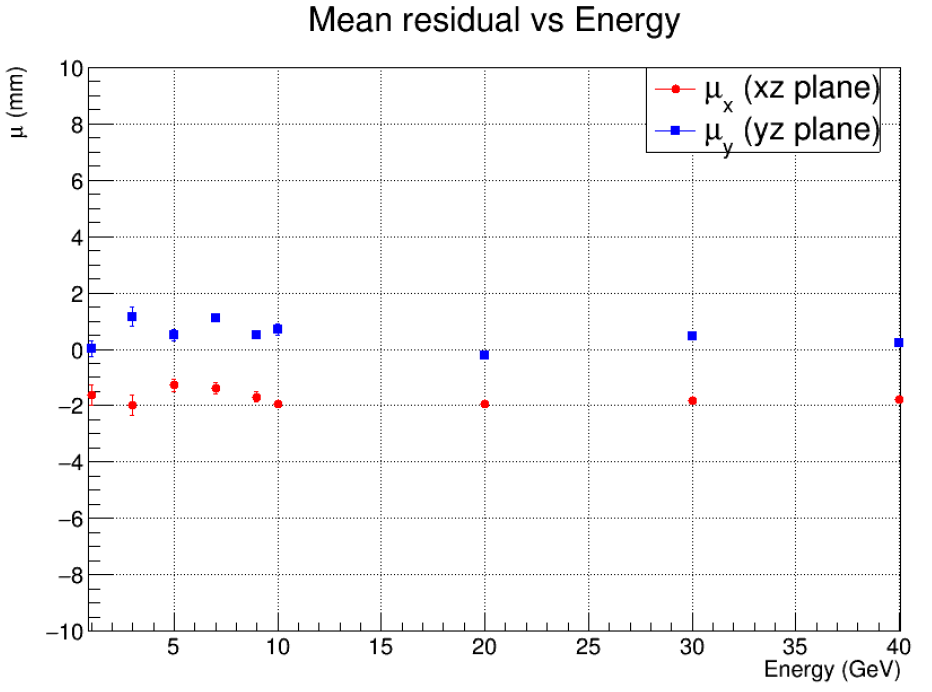 Mean residual vs Energy
μ (mm)
μx (xz plane)
μy (yz plane)
10
8
6
4
2
0
−2
−4
−6
−8
−10
5 10 15 20 25 30 35 40
Energy (GeV)